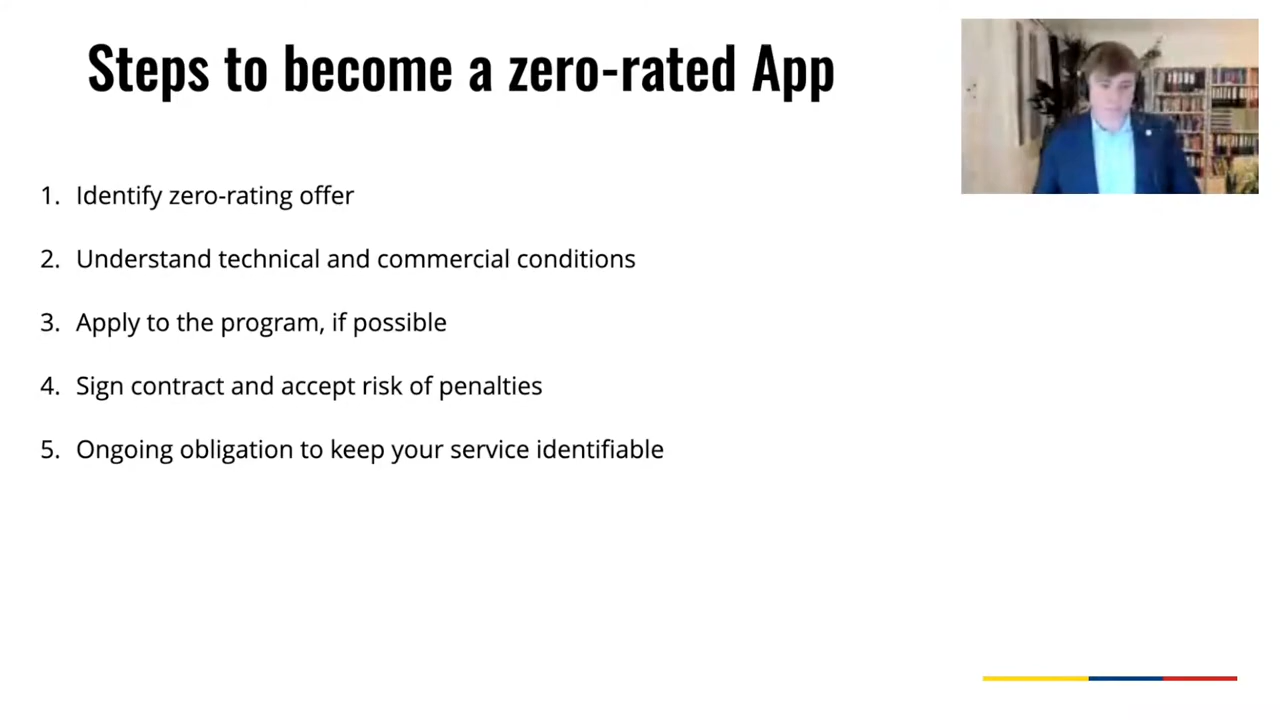 Steps to become a zero-rated App
1. Identify zero-rating offer
2. Understand technical and commercial conditions
3. Apply to the program, if possible
4. Sign contract and accept risk of penalties
5. Ongoing obligation to keep your service identifiable